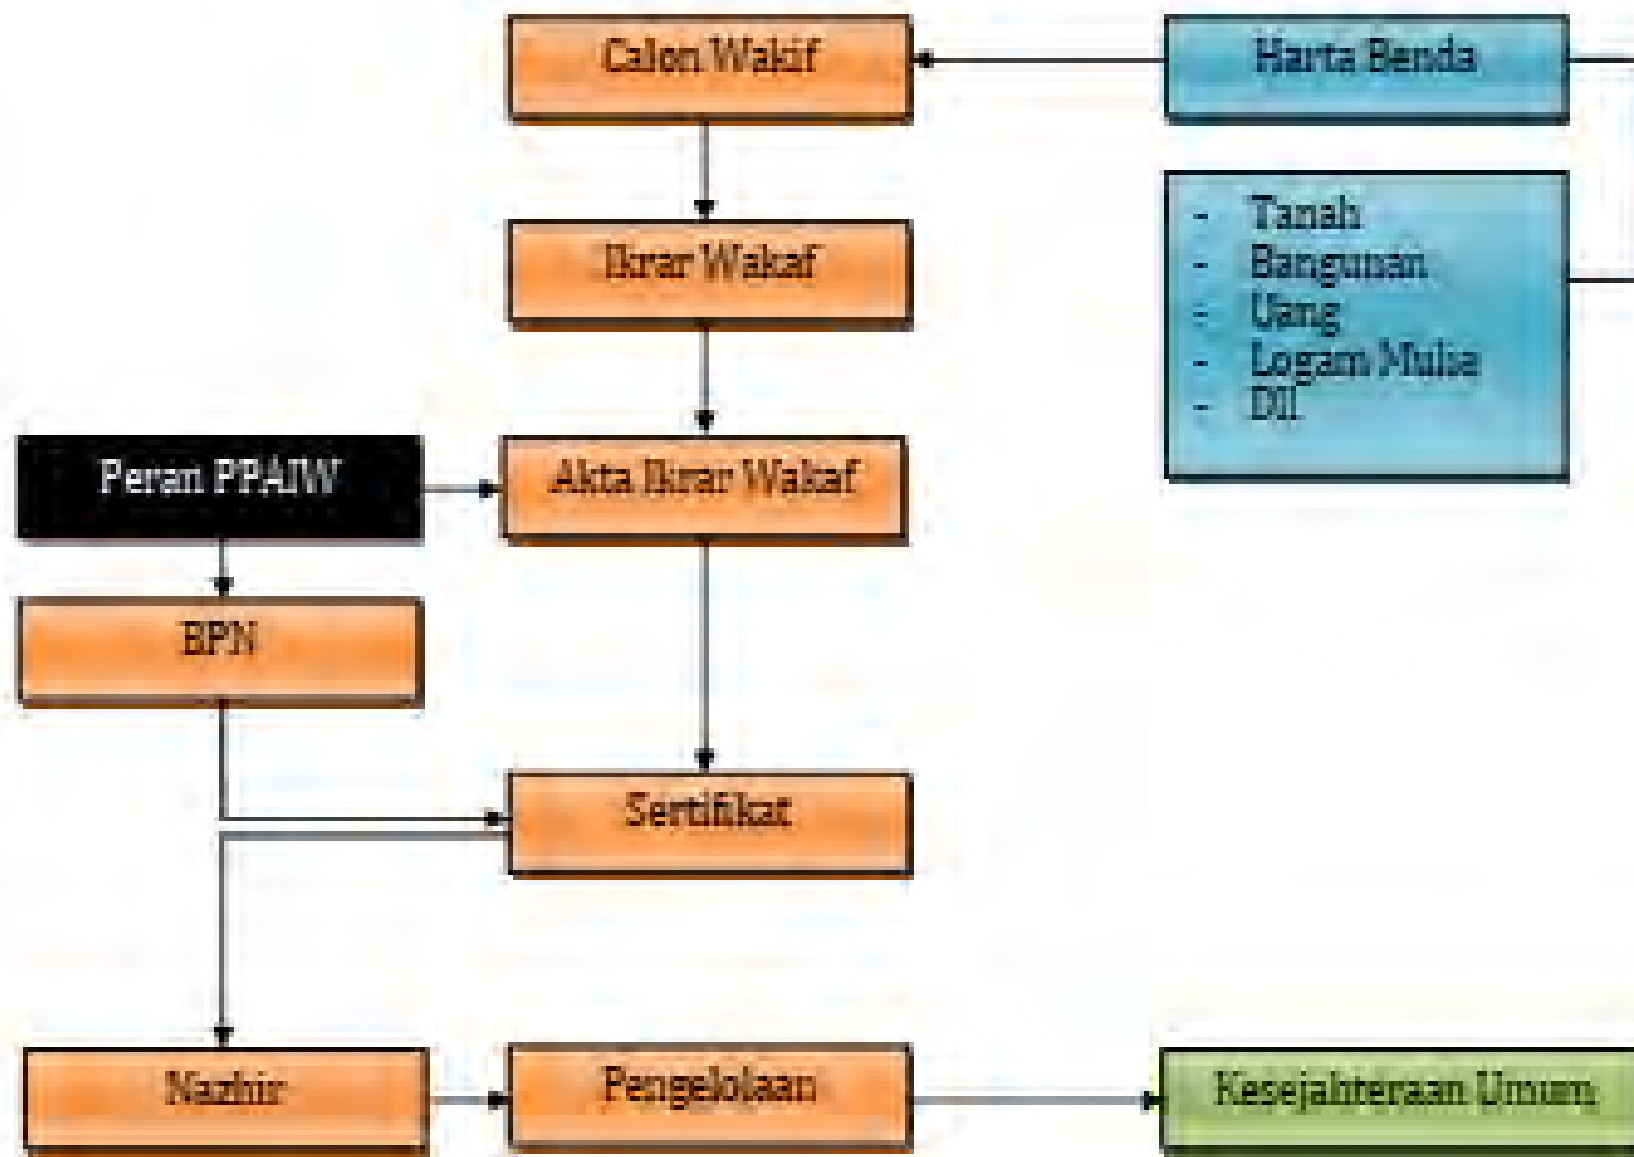 Calon Wakif
Harta Benda
Ikrar Wakaf
- Tanah
- Bangunan
- Uang
- Logam Mulia
- Dll
Peran PPAIW
Akta Ikrar Wakaf
BPN
Sertifikat
Nazhir
Pengelolaan
Kesejahteraan Umum